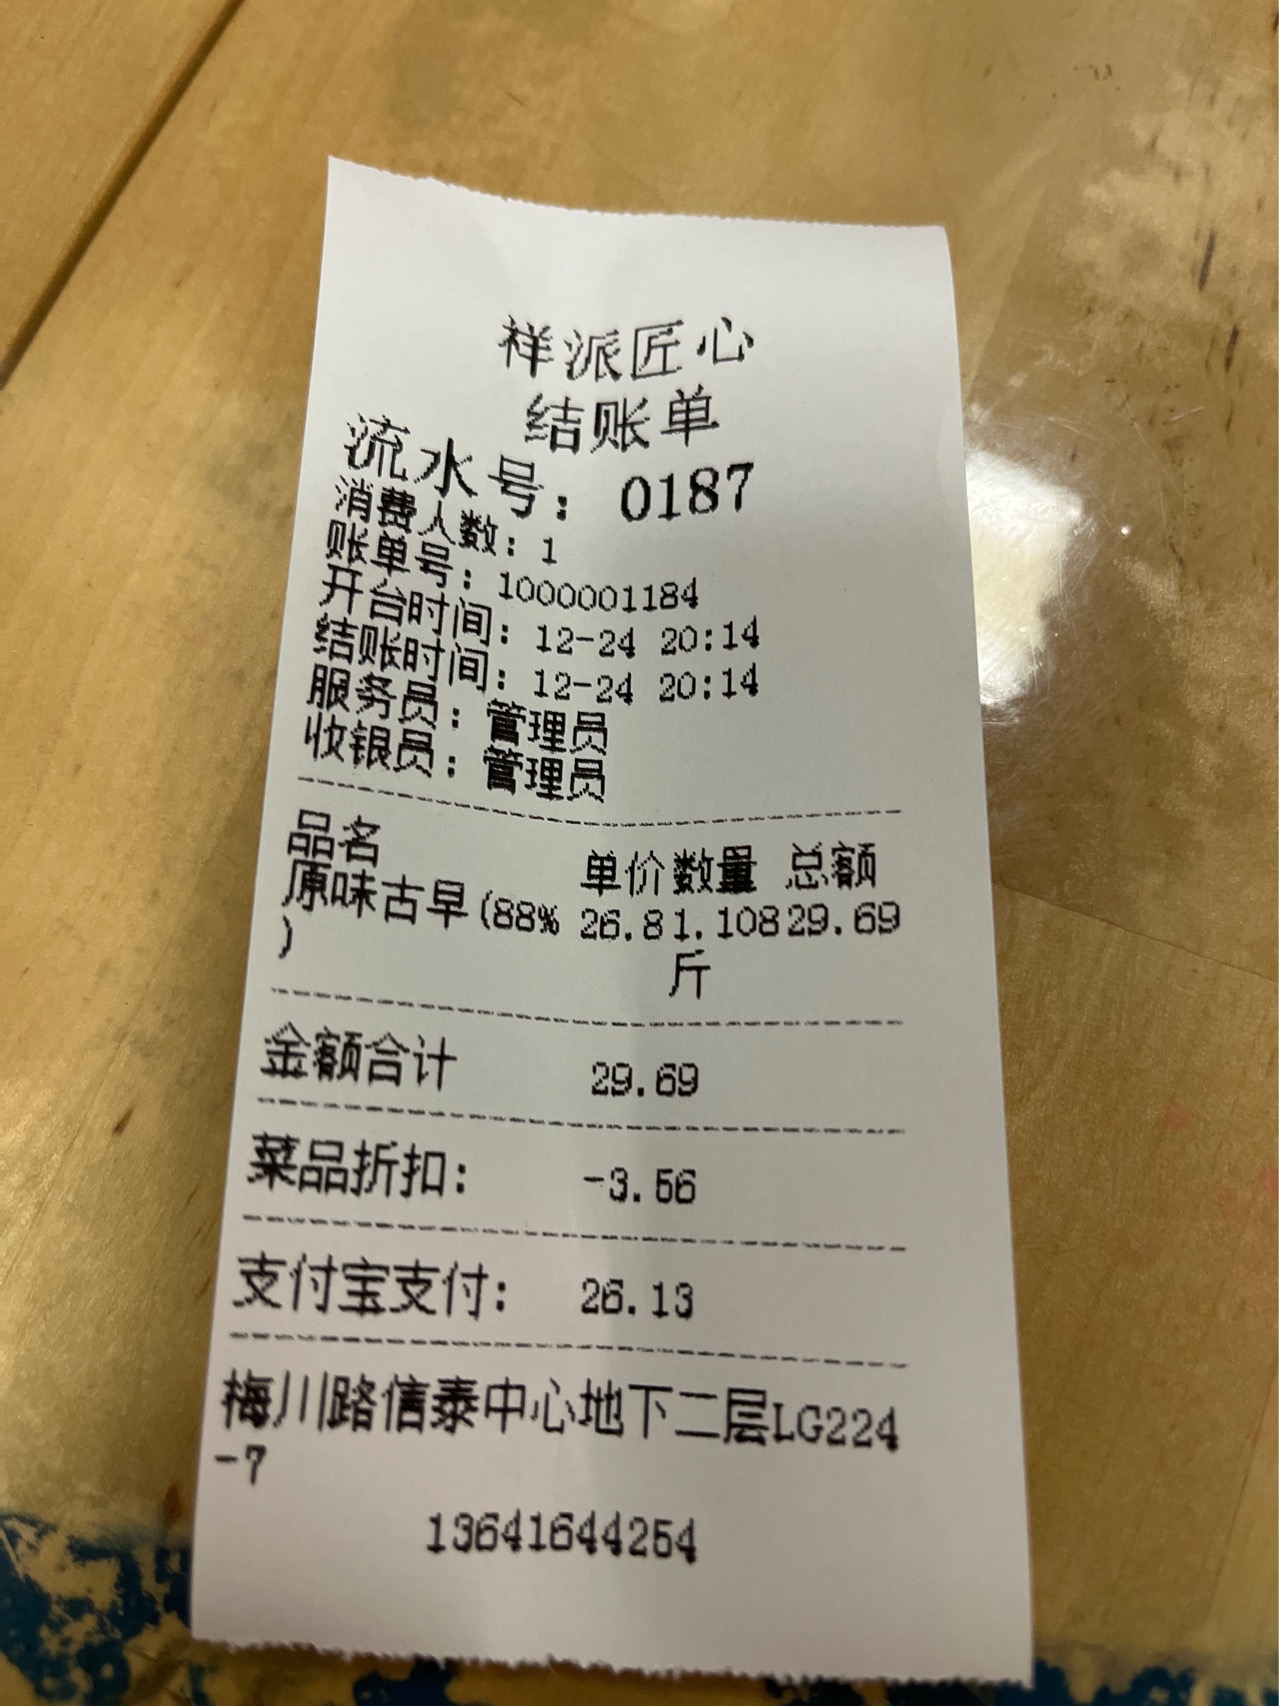 祥派匠心
结账单
流水号：0187
消费人数：1
账单号：1000001184
开台时间：12-24 20:14
结账时间：12-24 20:14
服务员：管理员
收银员：管理员
品名 单价 数量 总额
原味古早(88% 26.8 1.108 29.69
) 斤
金额合计 29.69
菜品折扣: -3.56
支付宝支付: 26.13
梅川路信泰中心地下二层LG224
-7
13641644254